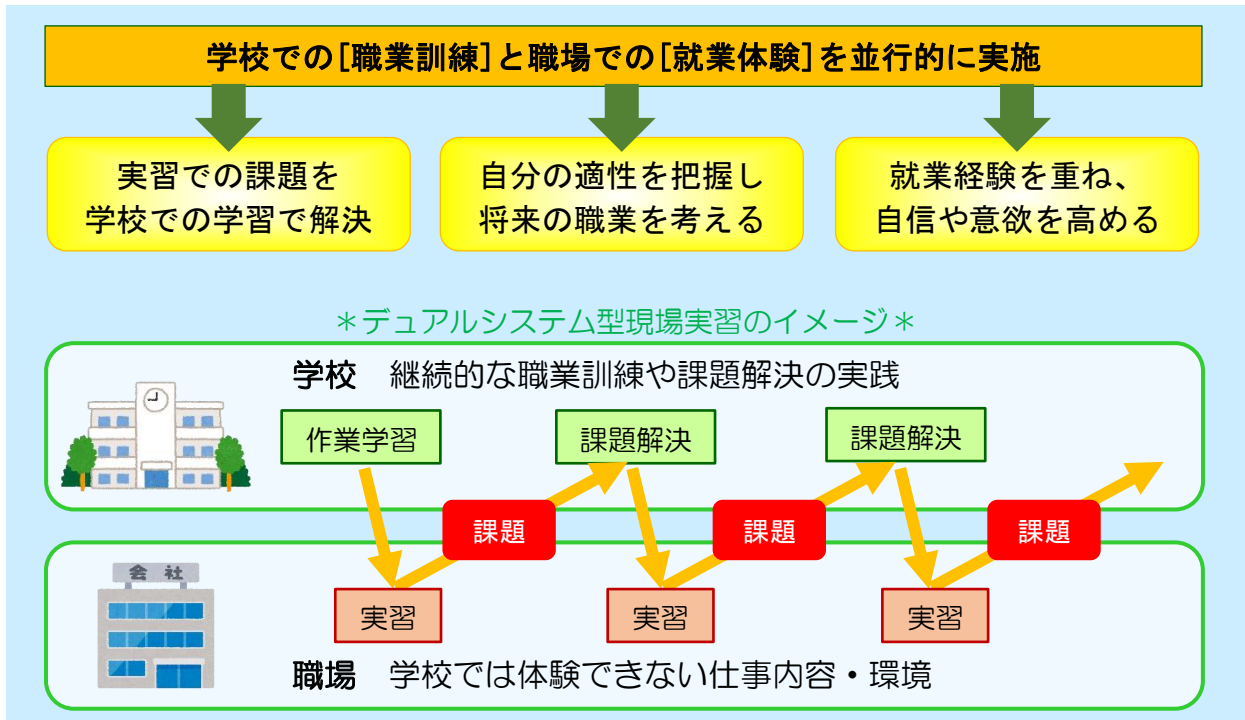 学校での[職業訓練]と職場での[就業体験]を並行的に実施
実習での課題を
学校での学習で解決
自分の適性を把握し
将来の職業を考える
就業経験を重ね、
自信や意欲を高める
＊デュアルシステム型現場実習のイメージ＊
学校　継続的な職業訓練や課題解決の実践
作業学習
課題解決
課題解決
課題
課題
課題
会社
実習
実習
実習
職場　学校では体験できない仕事内容・環境